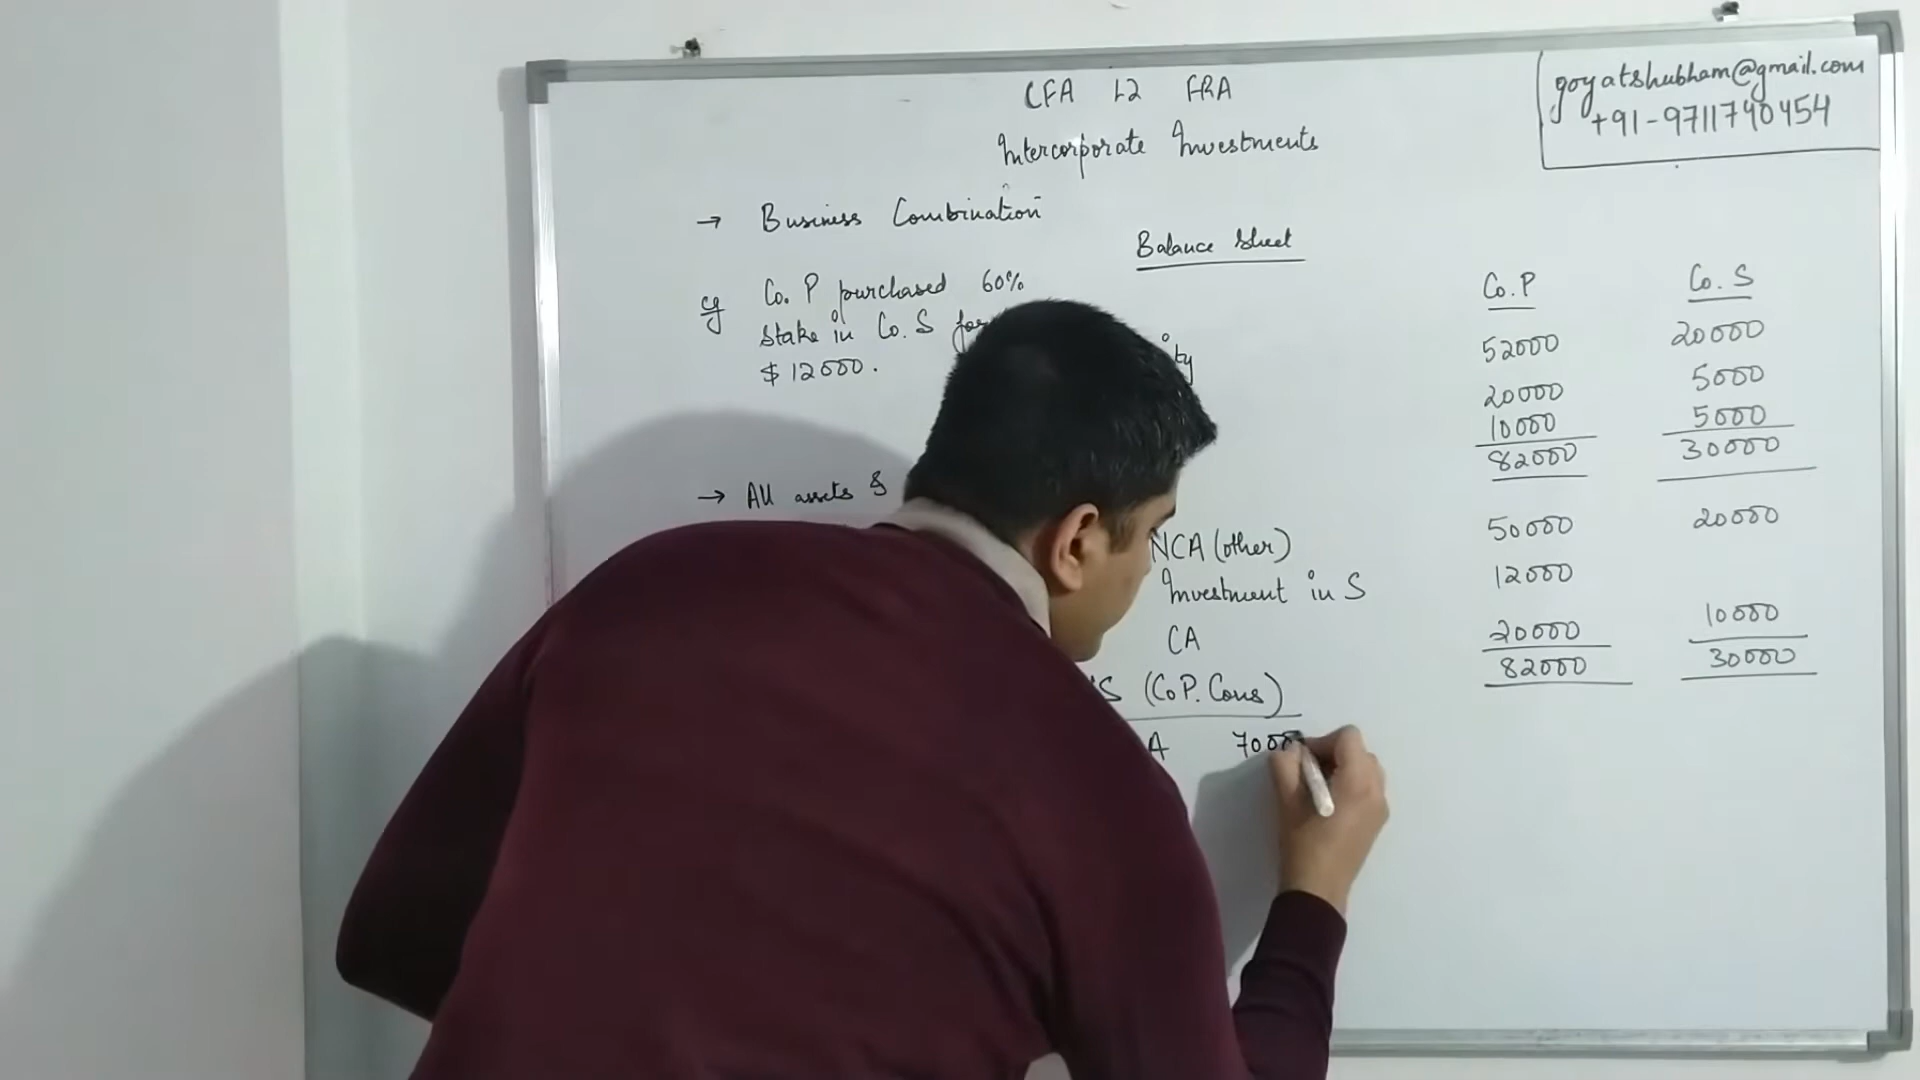 CFA L2 FRA
Intercorporate Investments
goyatshubham@gmail.com
+91-9711740454
→ Business Combination
Balance Sheet
eg Co. P purchased 60%
stake in Co. S for
$ 12000.
→ All assets &
Co. P Co. S
52000 20000
20000 5000
10000 5000
82000 30000
NCA (other) 50000 20000
Investment in S 12000
CA 20000 10000
82000 30000
S (Co P. Cons)
A 7000